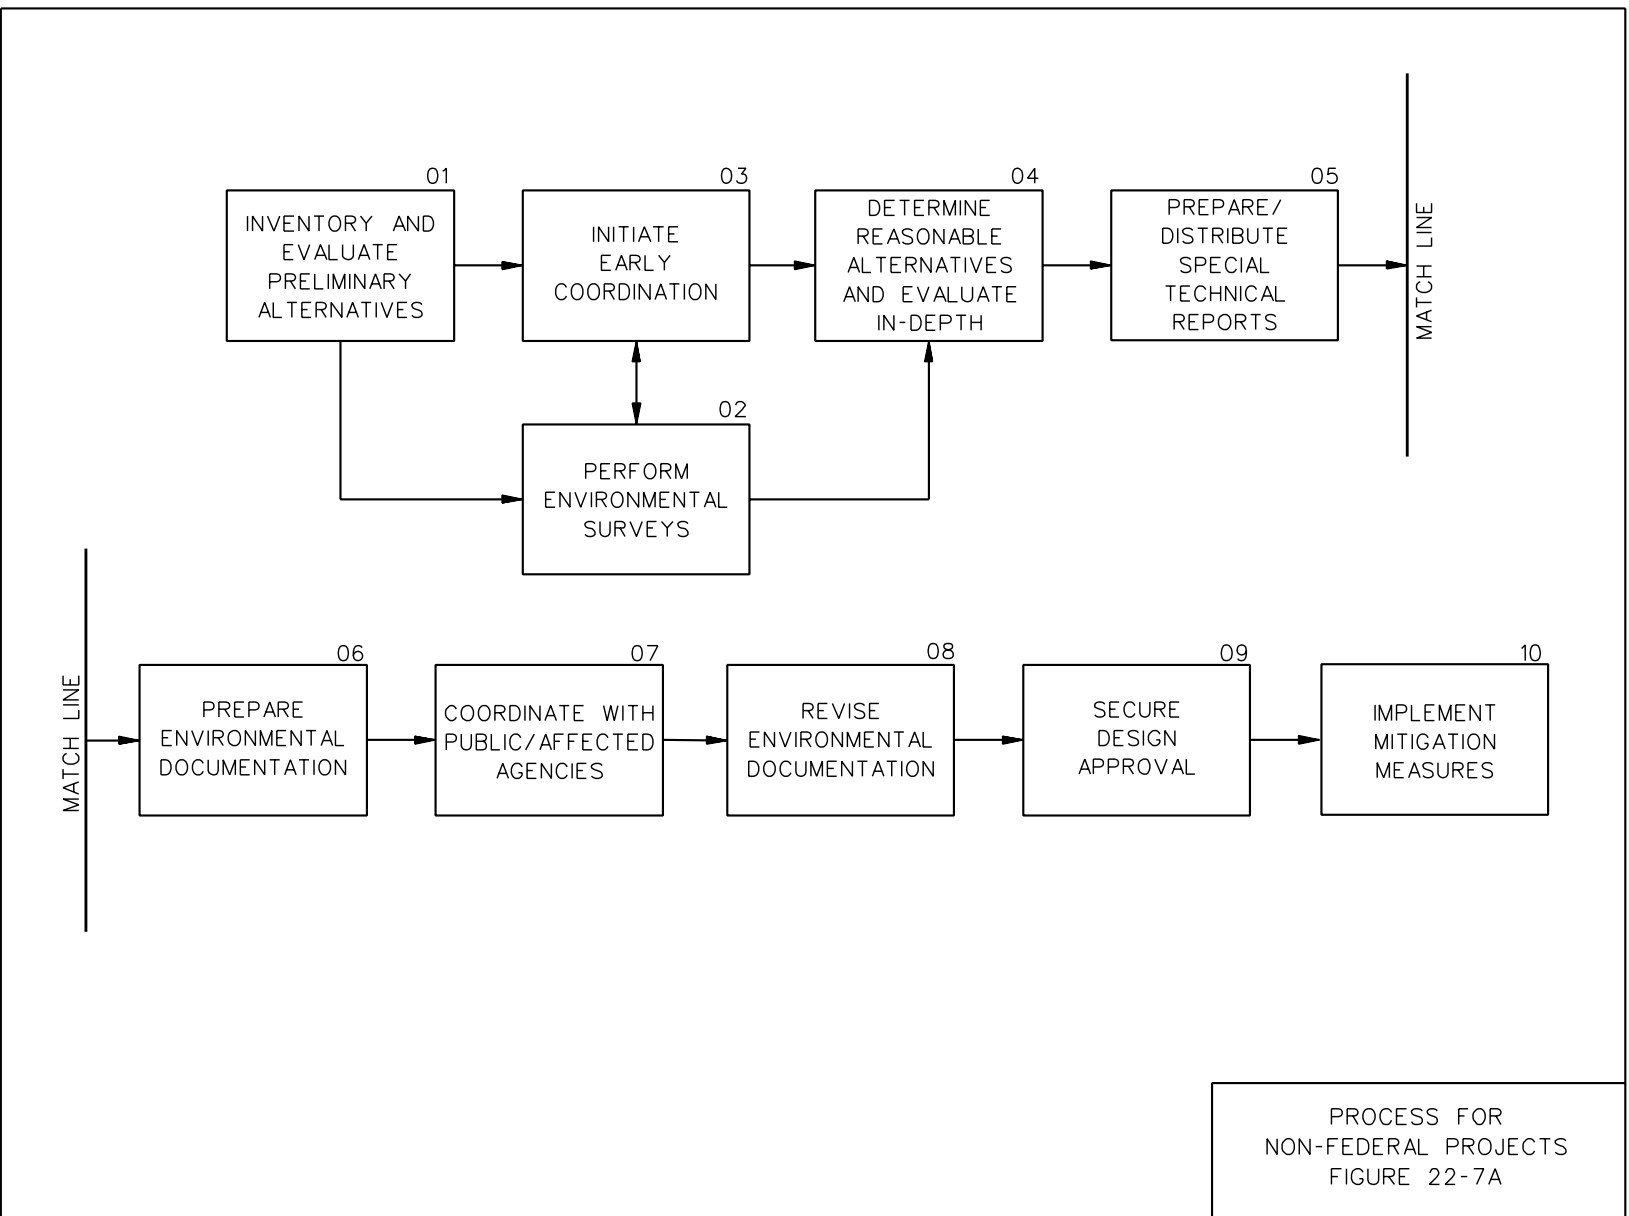 01
INVENTORY AND
EVALUATE
PRELIMINARY
ALTERNATIVES
03
INITIATE
EARLY
COORDINATION
04
DETERMINE
REASONABLE
ALTERNATIVES
AND EVALUATE
IN-DEPTH
05
PREPARE/
DISTRIBUTE
SPECIAL
TECHNICAL
REPORTS
MATCH LINE
02
PERFORM
ENVIRONMENTAL
SURVEYS
MATCH LINE
06
PREPARE
ENVIRONMENTAL
DOCUMENTATION
07
COORDINATE WITH
PUBLIC/AFFECTED
AGENCIES
08
REVISE
ENVIRONMENTAL
DOCUMENTATION
09
SECURE
DESIGN
APPROVAL
10
IMPLEMENT
MITIGATION
MEASURES
PROCESS FOR
NON-FEDERAL PROJECTS
FIGURE 22-7A